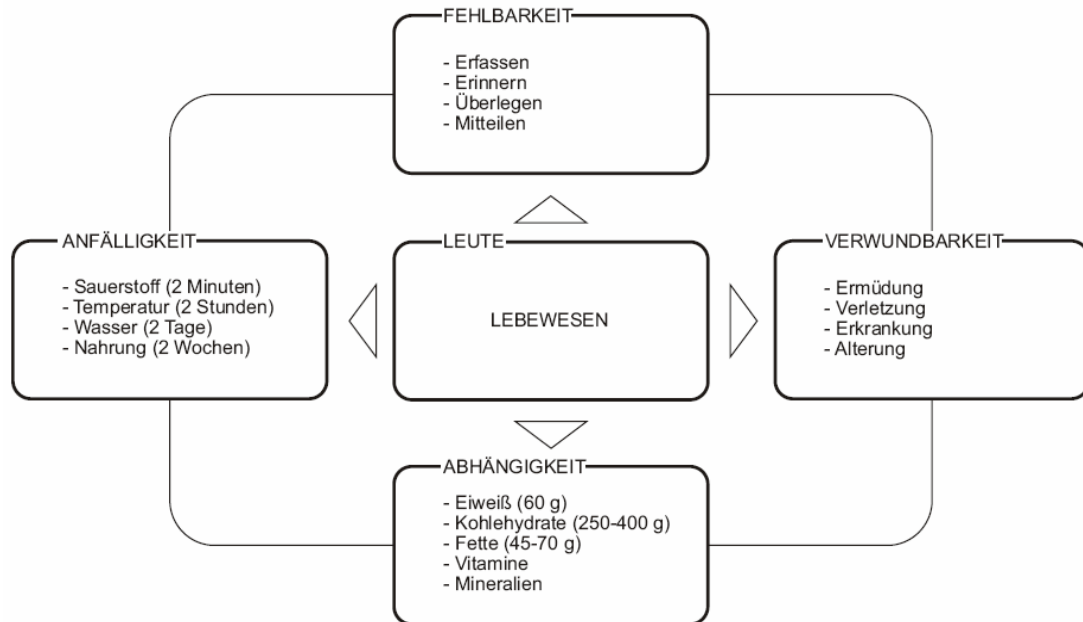 FEHLBARKEIT
- Erfassen
- Erinnern
- Überlegen
- Mitteilen
ANFÄLLIGKEIT
- Sauerstoff (2 Minuten)
- Temperatur (2 Stunden)
- Wasser (2 Tage)
- Nahrung (2 Wochen)
LEUTE
LEBEWESEN
VERWUNDBARKEIT
- Ermüdung
- Verletzung
- Erkrankung
- Alterung
ABHÄNGIGKEIT
- Eiweiß (60 g)
- Kohlehydrate (250-400 g)
- Fette (45-70 g)
- Vitamine
- Mineralien